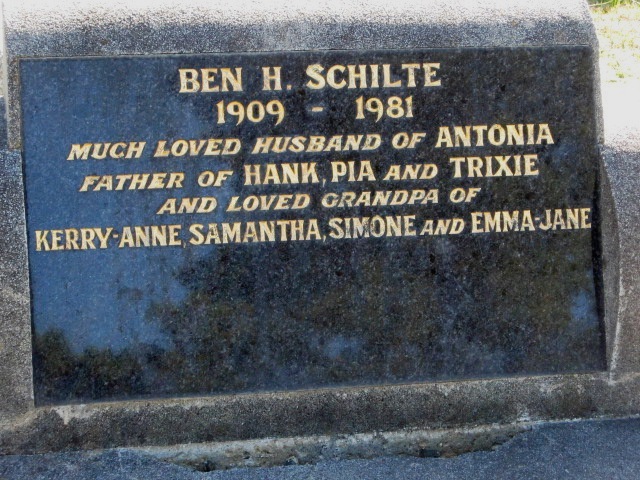 BEN H. SCHILTE
1909 - 1981
MUCH LOVED HUSBAND OF ANTONIA
FATHER OF HANK, PIA AND TRIXIE
AND LOVED GRANDPA OF
KERRY-ANNE, SAMANTHA, SIMONE AND EMMA-JANE